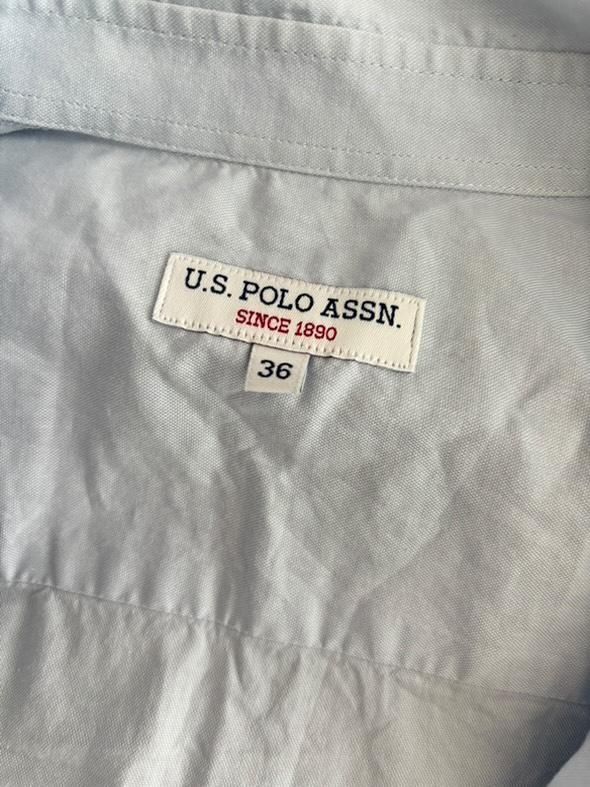 U.S. POLO ASSN.
SINCE 1890
36